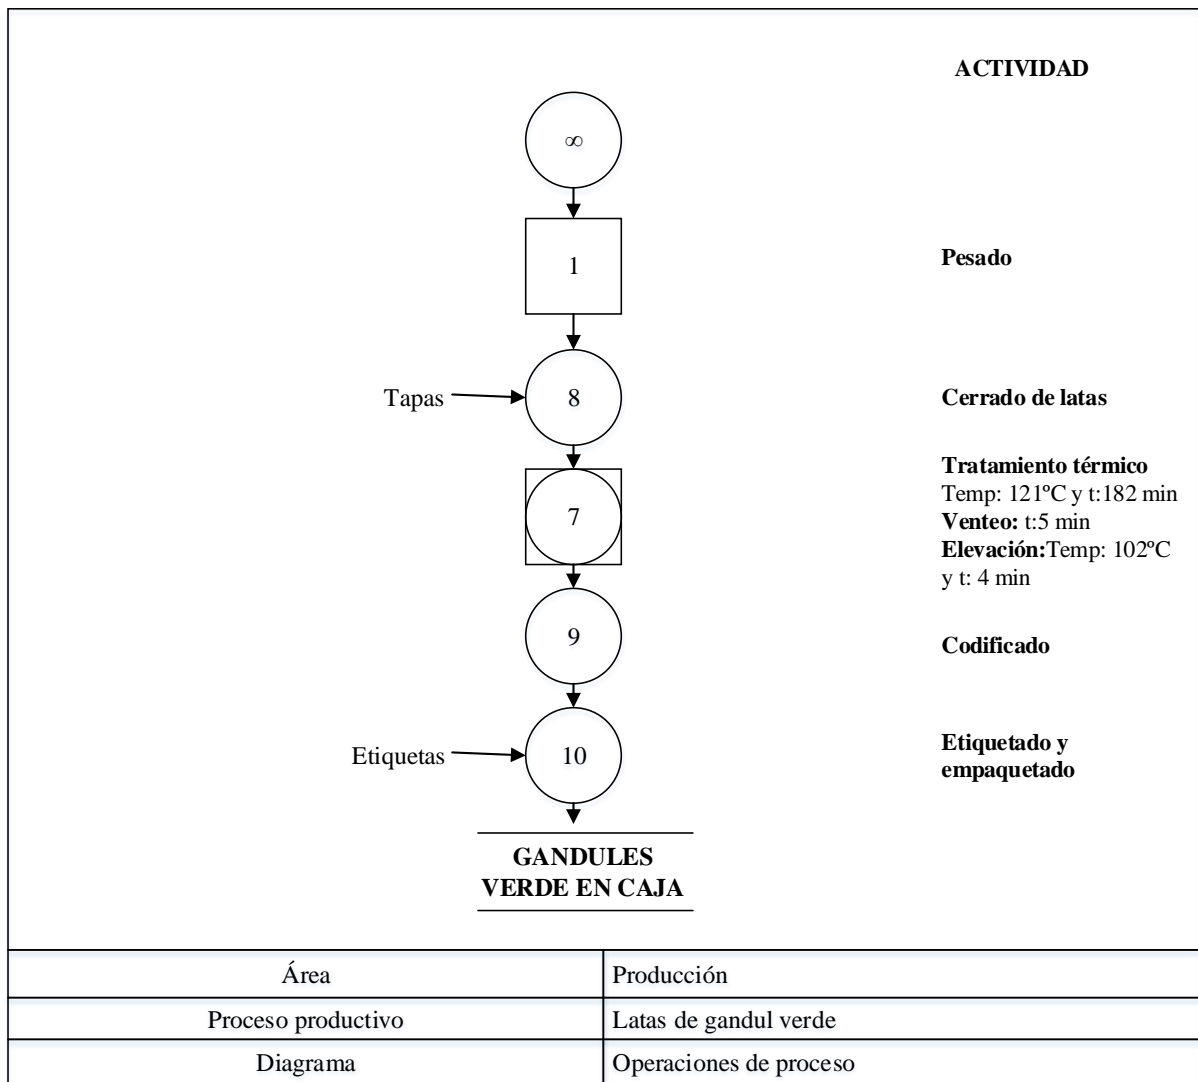 ACTIVIDAD
∞
1
Pesado
Tapas
8
Cerrado de latas
7
Tratamiento térmico
Temp: 121ºC y t:182 min
Venteo: t:5 min
Elevación:Temp: 102ºC
y t: 4 min
9
Codificado
Etiquetas
10
Etiquetado y
empaquetado
GANDULES
VERDE EN CAJA
Área
Producción
Proceso productivo
Latas de gandul verde
Diagrama
Operaciones de proceso